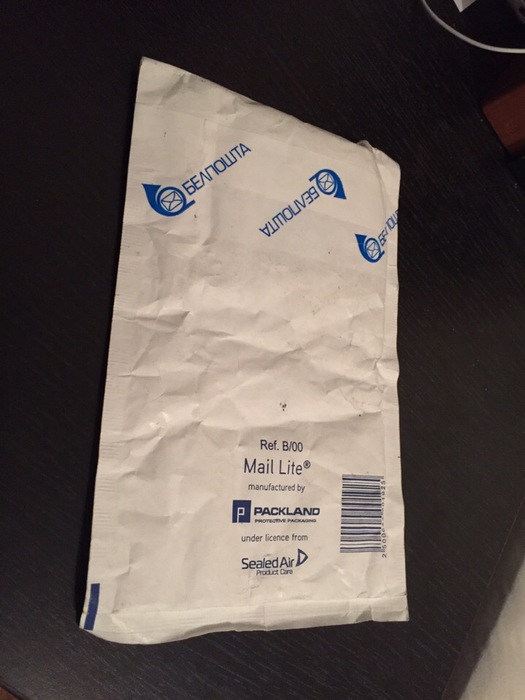 БЕЛПОШТА
БЕЛПОШТА
Ref. B/00
Mail Lite®
manufactured by
PACKLAND
PROTECTIVE PACKAGING
under licence from
Sealed Air
Product Care